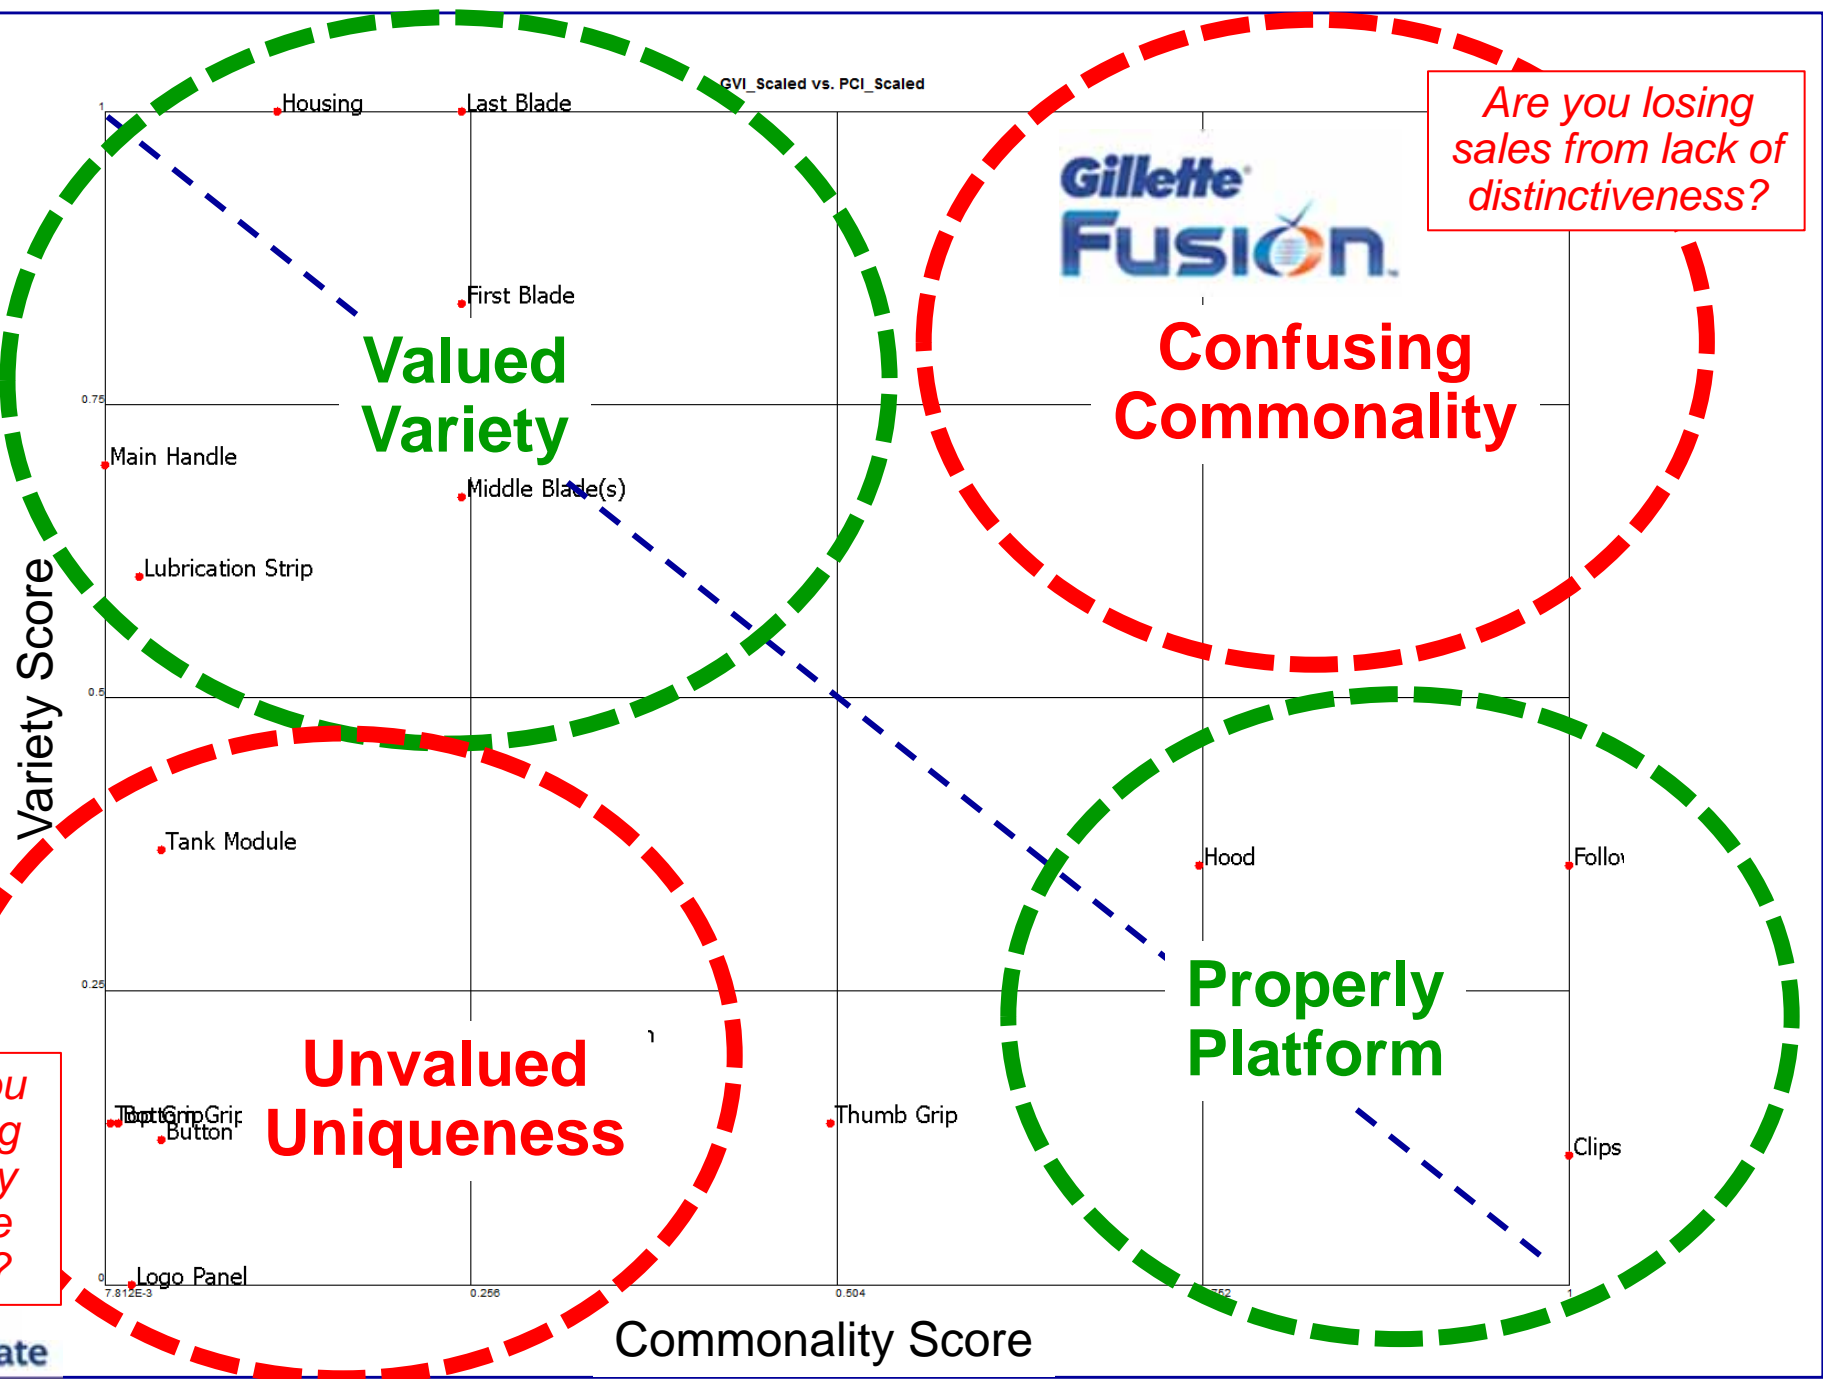 GVI_Scaled vs. PCI_Scaled
Are you losing
sales from lack of
distinctiveness?
1
Housing
Last Blade
Gillette
Fusion
First Blade
Valued
Variety
Confusing
Commonality
0.75
Main Handle
Middle Blade(s)
Lubrication Strip
Variety Score
0.5
Tank Module
Hood
0.25
Properly
Platform
Unvalued
Uniqueness
Top Grip
Button
Thumb Grip
Clips
0
Logo Panel
7.812E-3
0.256
0.504
1
Commonality Score